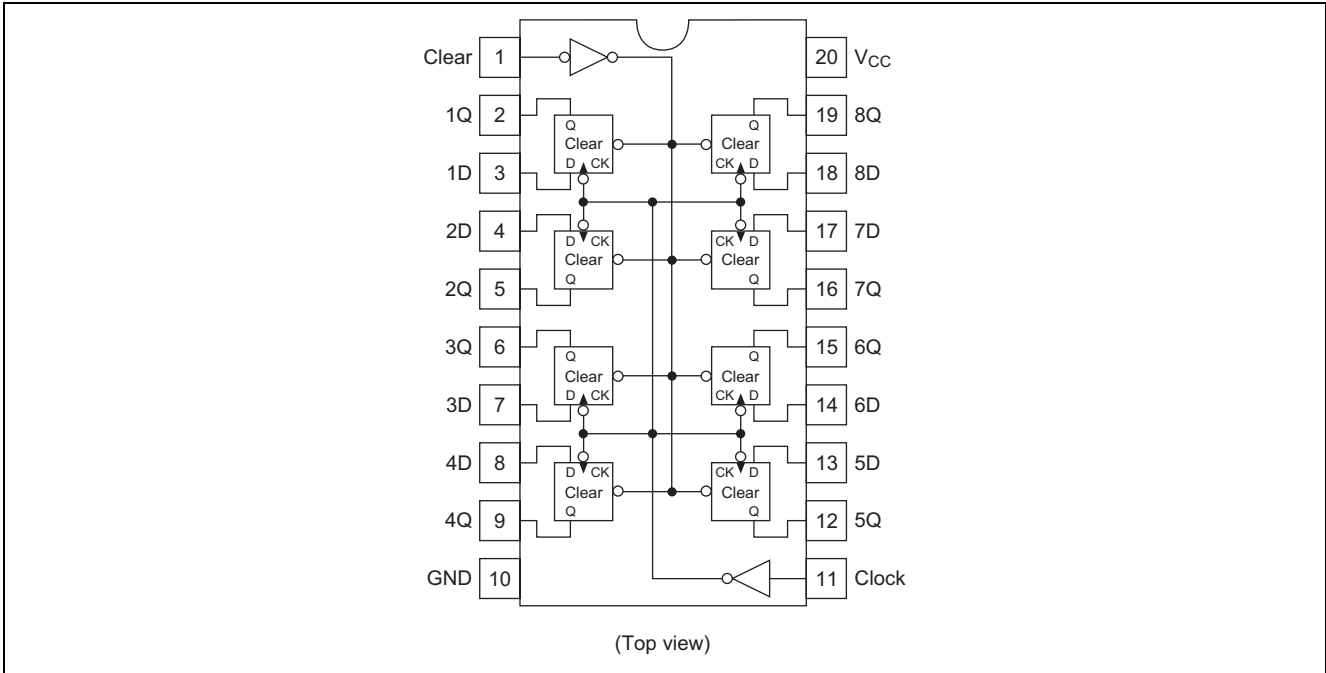 Clear 1 20 VCC
1Q 2 Q Q 19 8Q
Clear Clear
1D 3 D CK CK D 18 8D
2D 4 D CK CK D 17 7D
Clear Clear
2Q 5 Q Q 16 7Q
3Q 6 Q Q 15 6Q
Clear Clear
3D 7 D CK CK D 14 6D
4D 8 D CK CK D 13 5D
Clear Clear
4Q 9 Q Q 12 5Q
GND 10 11 Clock
(Top view)